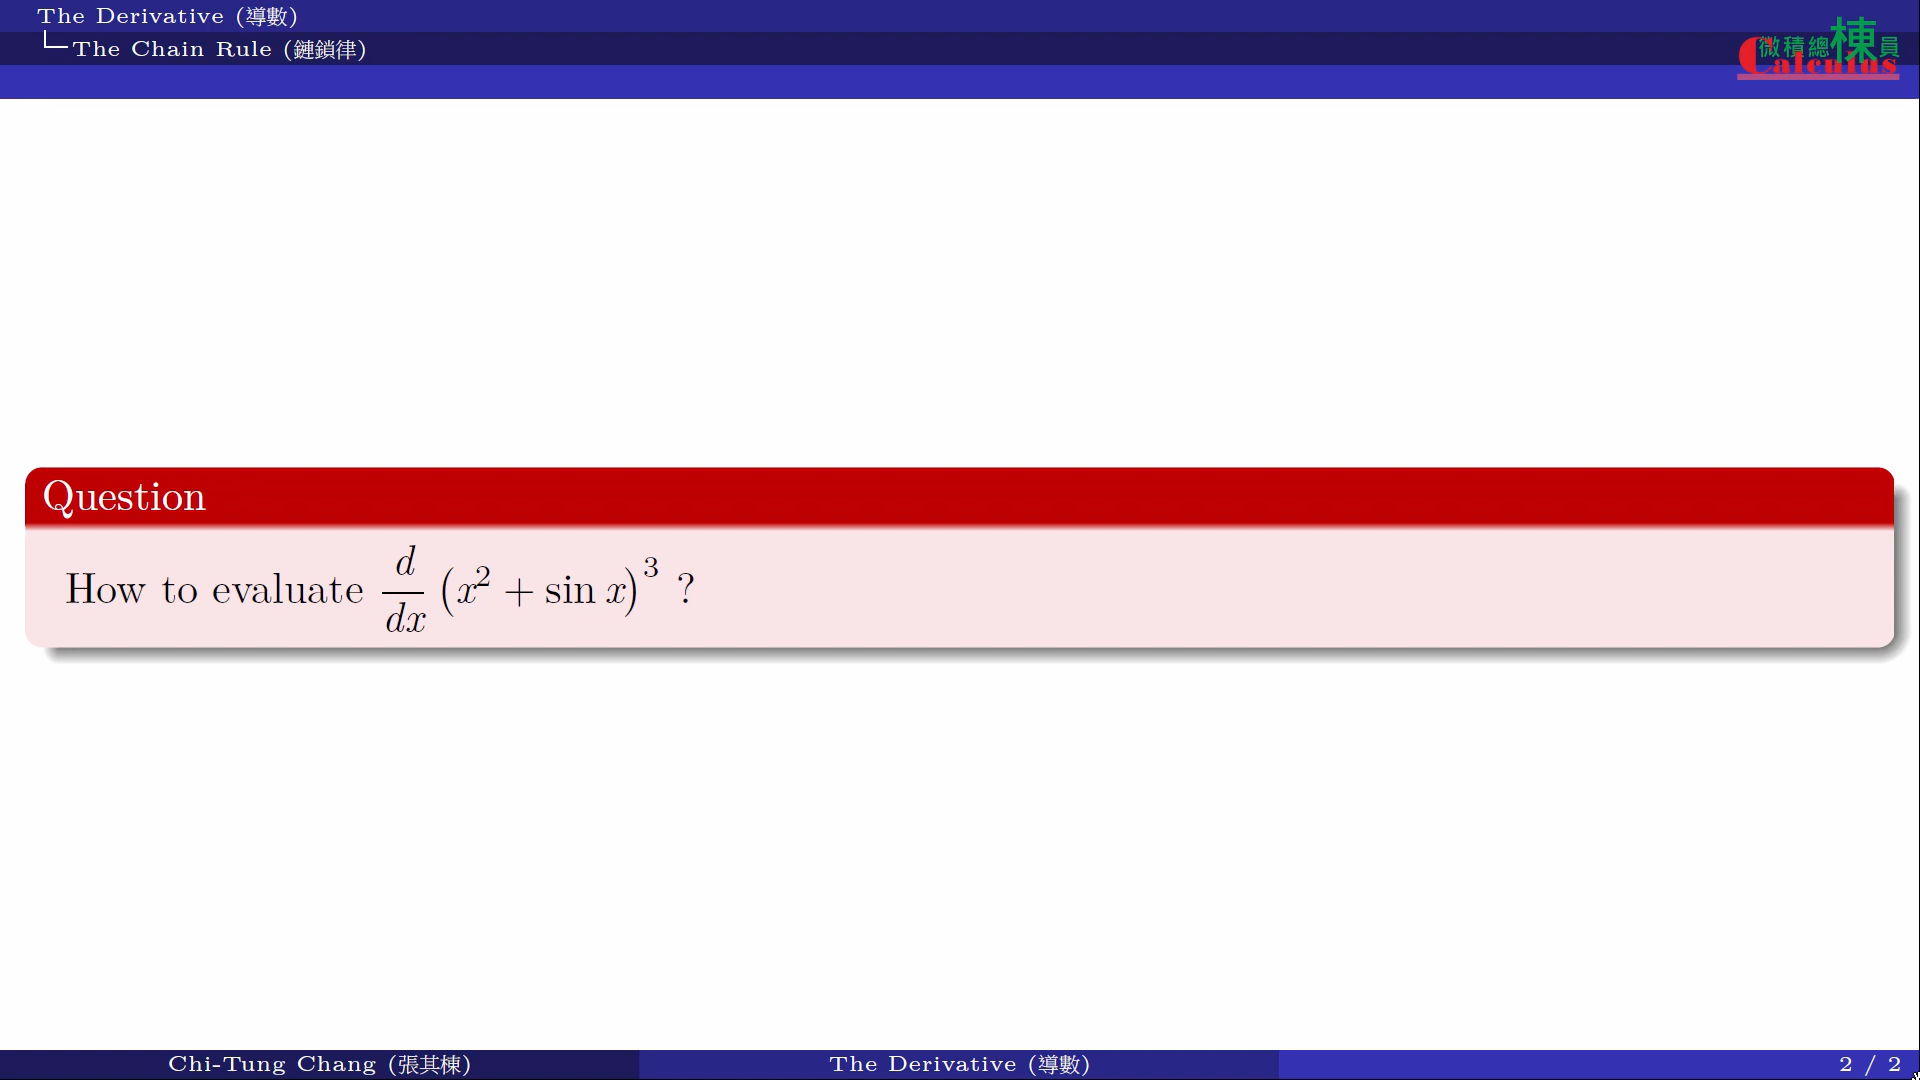 The Derivative (導數)
The Chain Rule (鏈鎖律)
微積總棟員
Calculus
Question
How to evaluate \frac{d}{dx} (x^2 + \sin x)^3 ?
Chi-Tung Chang (張其棟)
The Derivative (導數)
2 / 2